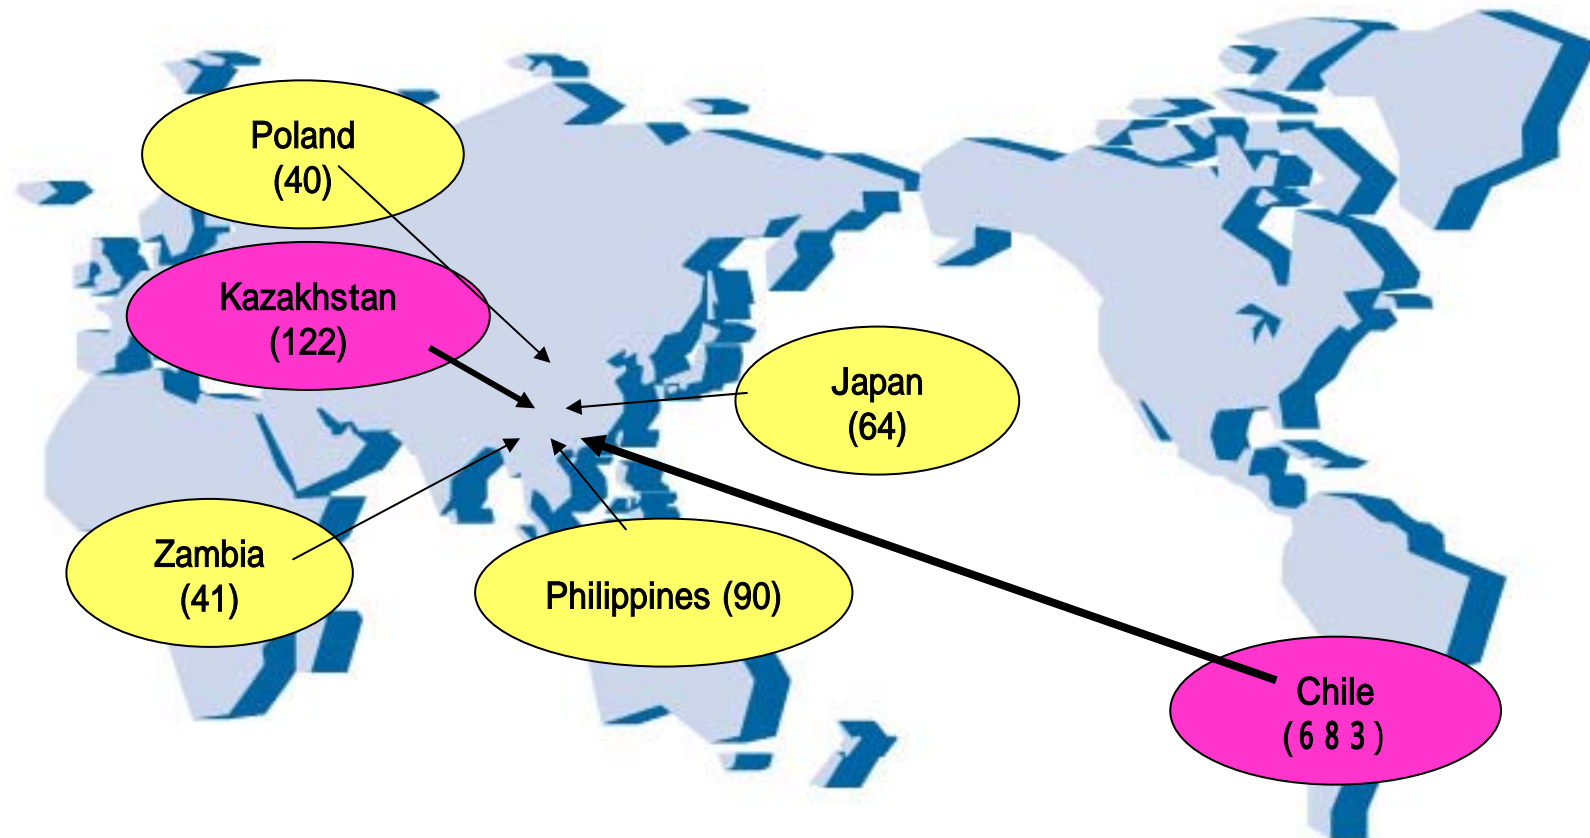 Poland
(40)
Kazakhstan
(122)
Japan
(64)
Zambia
(41)
Philippines (90)
Chile
(683)